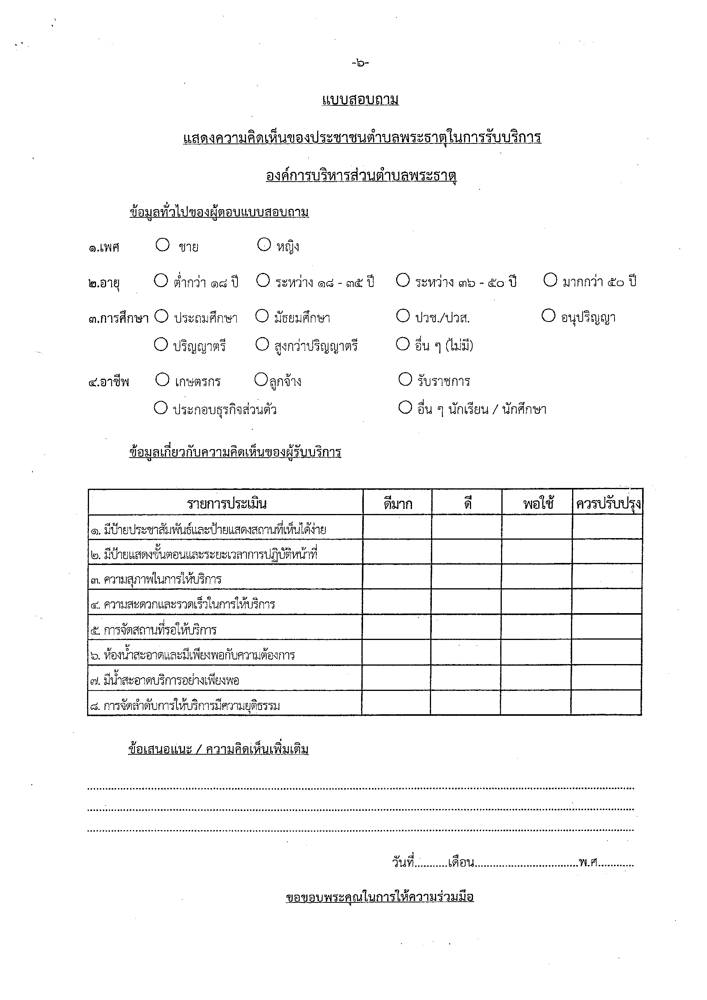 -๖-
แบบสอบถาม
แสดงความคิดเห็นของประชาชนตำบลพระธาตุในการรับบริการ
องค์การบริหารส่วนตำบลพระธาตุ
ข้อมูลทั่วไปของผู้ตอบแบบสอบถาม
๑.เพศ ชาย หญิง
๒.อายุ ต่ำกว่า ๑๘ ปี ระหว่าง ๑๘ - ๓๕ ปี ระหว่าง ๓๖ - ๕๐ ปี มากกว่า ๕๐ ปี
๓.การศึกษา ประถมศึกษา มัธยมศึกษา ปวช./ปวส. อนุปริญญา
ปริญญาตรี สูงกว่าปริญญาตรี อื่น ๆ (ไม่มี)
๔.อาชีพ เกษตรกร ลูกจ้าง รับราชการ
ประกอบธุรกิจส่วนตัว อื่น ๆ นักเรียน / นักศึกษา
ข้อมูลเกี่ยวกับความคิดเห็นของผู้รับบริการ
รายการประเมิน ดีมาก ดี พอใช้ ควรปรับปรุง
๑. มีป้ายประชาสัมพันธ์และป้ายแสดงสถานที่เห็นได้ง่าย
๒. มีป้ายแสดงขั้นตอนและระยะเวลาการปฏิบัติหน้าที่
๓. ความสุภาพในการให้บริการ
๔. ความสะดวกและรวดเร็วในการให้บริการ
๕. การจัดสถานที่รอให้บริการ
๖. ห้องน้ำสะอาดและมีเพียงพอกับความต้องการ
๗. มีน้ำสะอาดบริการอย่างเพียงพอ
๘. การจัดลำดับการให้บริการมีความยุติธรรม
ข้อเสนอแนะ / ความคิดเห็นเพิ่มเติม
วันที่...........เดือน..................................พ.ศ............
ขอขอบพระคุณในการให้ความร่วมมือ